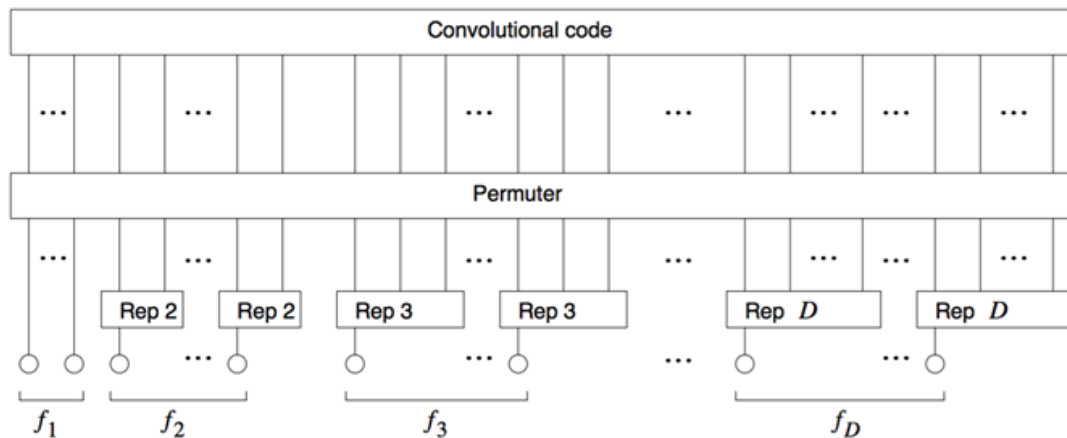 Convolutional code
... ... ... ... ... ... ...
Permuter
... ... ... ... ... ... ...
Rep 2 Rep 2 Rep 3 Rep 3 Rep D Rep D
... ... ... ...
f1 f2 f3 fD